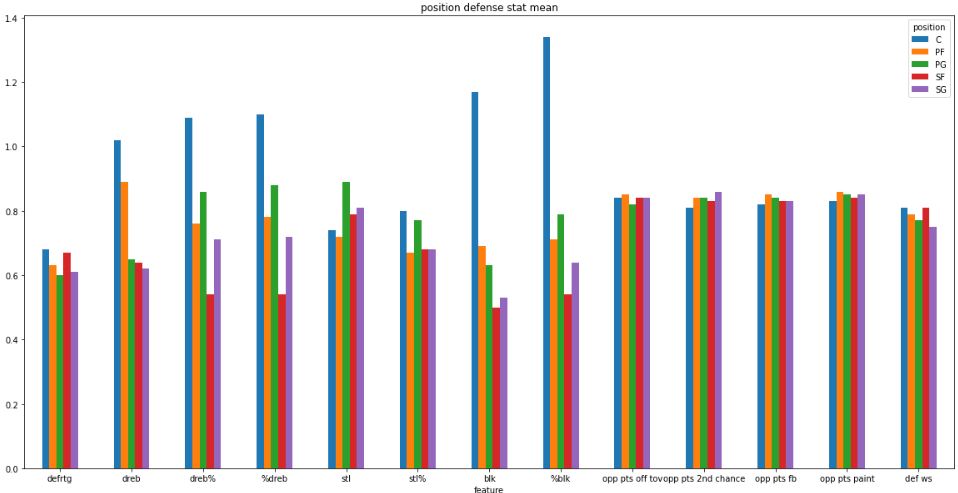 position defense stat mean
1.4
1.2
1.0
0.8
0.6
0.4
0.2
0.0
position
C
PF
PG
SF
SG
defrtg dreb dreb% %dreb stl stl% blk %blk opp pts off tov opp pts 2nd chance opp pts fb opp pts paint def ws
feature